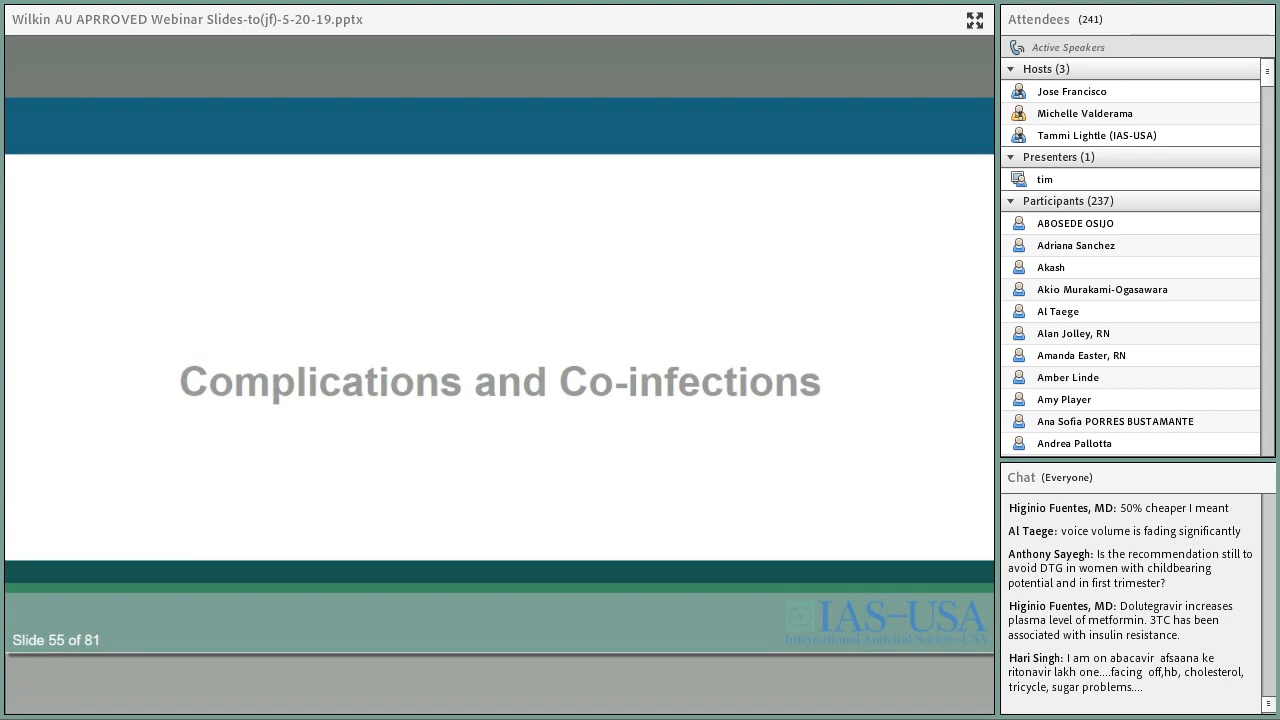 Wilkin AU APRROVED Webinar Slides-to(jf)-5-20-19.pptx
Complications and Co-infections
Slide 55 of 81
IAS–USA
International Antiviral Society–USA
Attendees (241)
Active Speakers
Hosts (3)
Jose Francisco
Michelle Valderama
Tammi Lightle (IAS-USA)
Presenters (1)
tim
Participants (237)
ABOSEDE OSIJO
Adriana Sanchez
Akash
Akio Murakami-Ogasawara
Al Taege
Alan Jolley, RN
Amanda Easter, RN
Amber Linde
Amy Player
Ana Sofia PORRES BUSTAMANTE
Andrea Pallotta
Chat (Everyone)
Higinio Fuentes, MD: 50% cheaper I meant
Al Taege: voice volume is fading significantly
Anthony Sayegh: Is the recommendation still to
avoid DTG in women with childbearing
potential and in first trimester?
Higinio Fuentes, MD: Dolutegravir increases
plasma level of metformin. 3TC has been
associated with insulin resistance.
Hari Singh: I am on abacavir afsaana ke
ritonavir lakh one....facing off,hb, cholesterol,
tricycle, sugar problems....